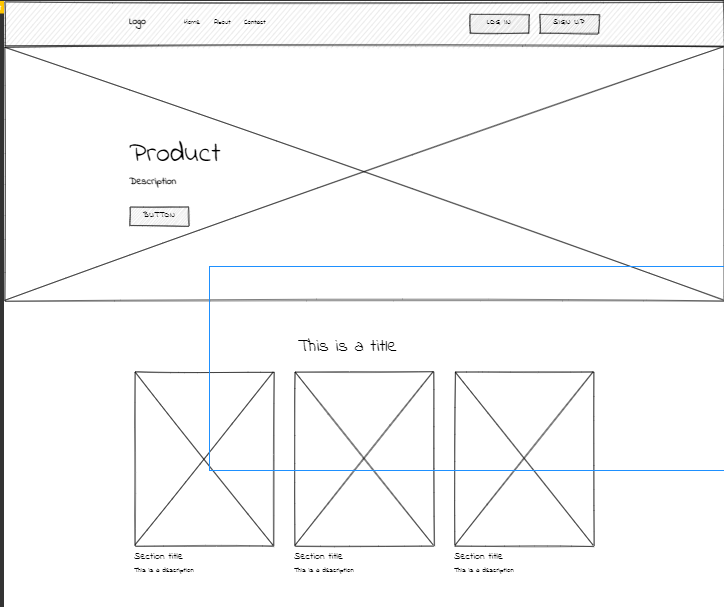 Logo Home About Contact LOG IN SIGN UP
Product
Description
BUTTON
This is a title
Section title Section title Section title
This is a description This is a description This is a description